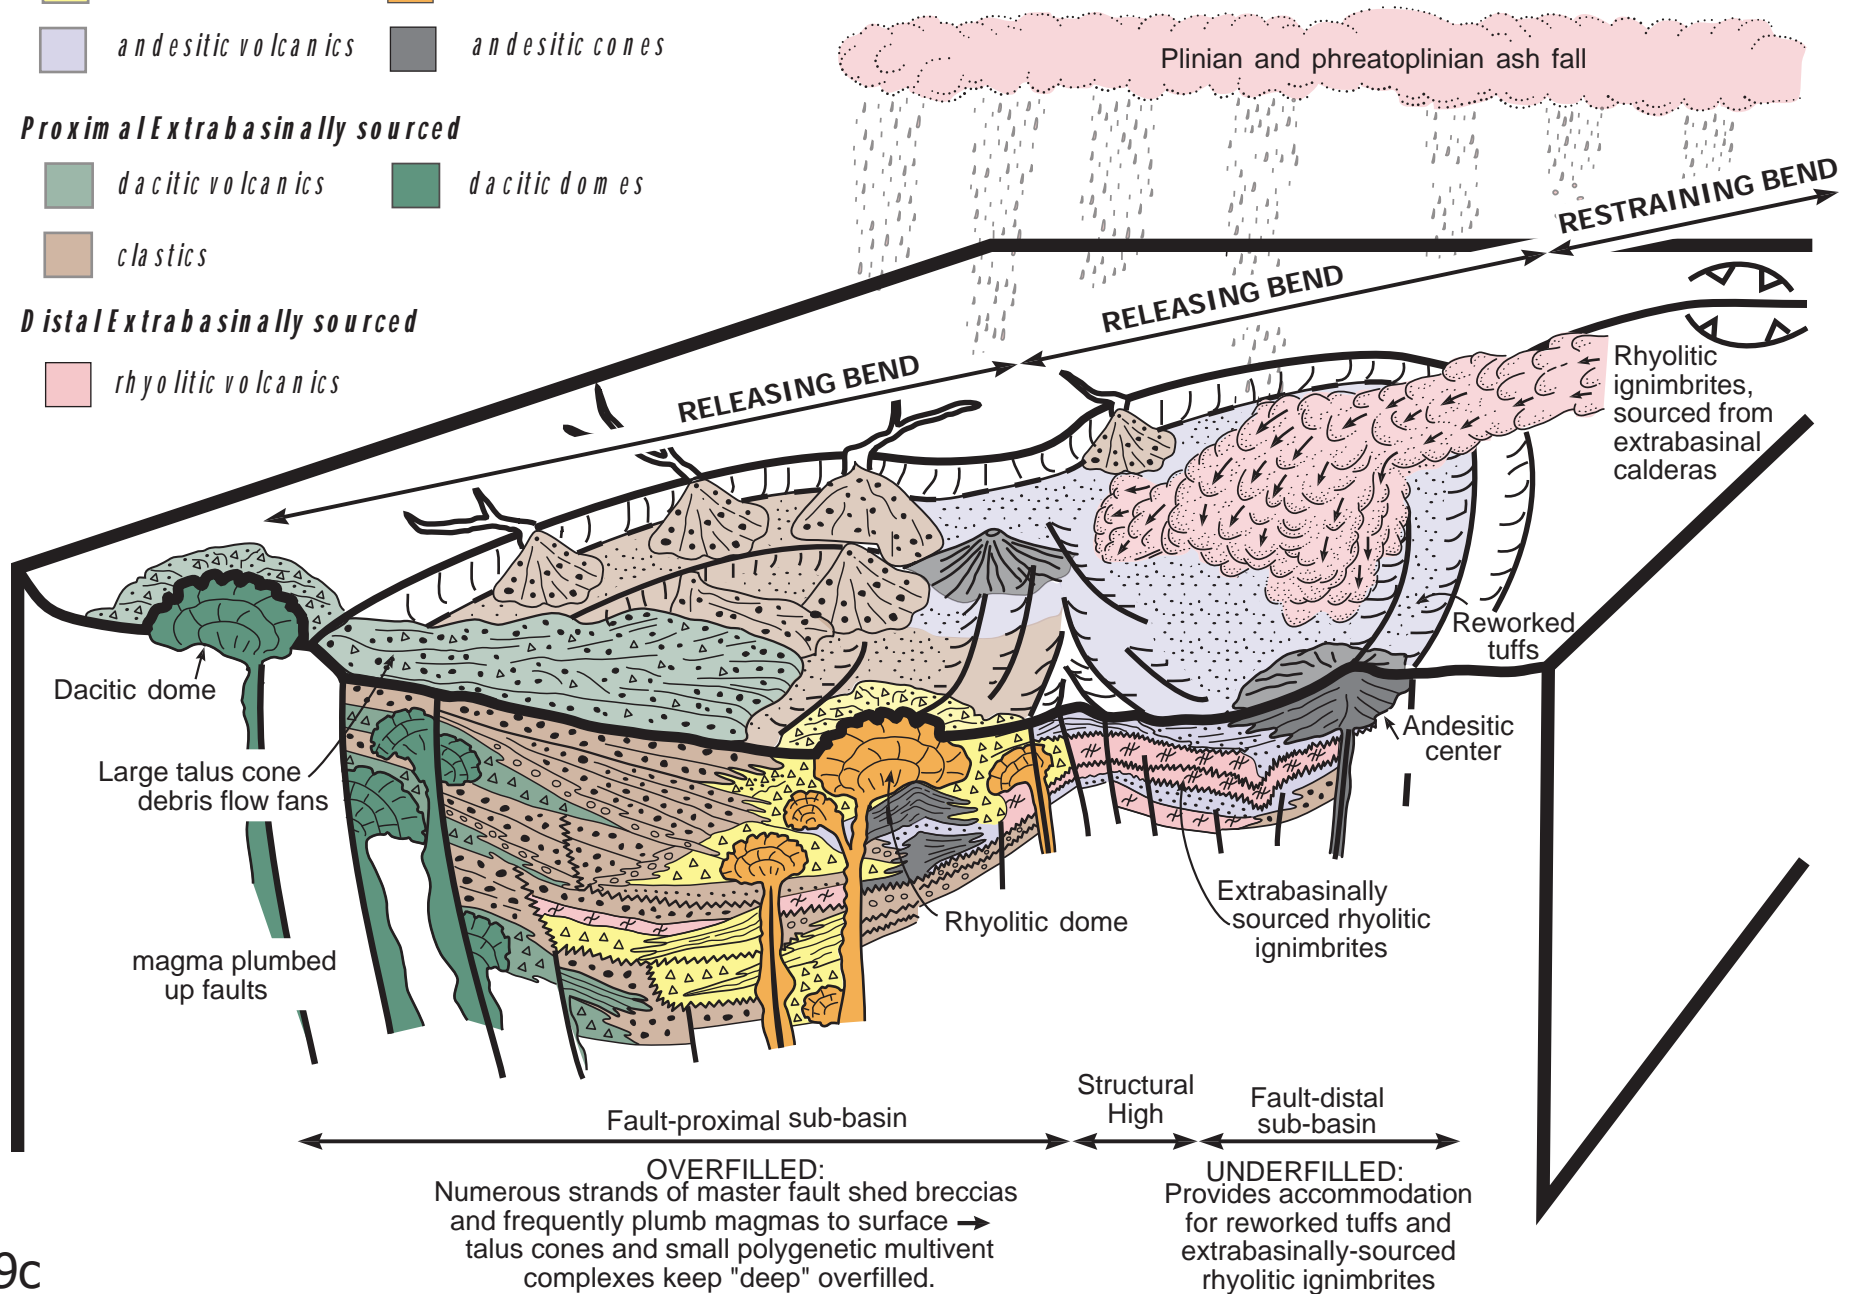 andesitic volcanics
andesitic cones
Proximal Extrabasinally sourced
dacitic volcanics
dacitic domes
clastics
Distal Extrabasinally sourced
rhyolitic volcanics
Plinian and phreatoplinian ash fall
RESTRAINING BEND
RELEASING BEND
RELEASING BEND
Rhyolitic
ignimbrites,
sourced from
extrabasinal
calderas
Reworked
tuffs
Dacitic dome
Andesitic
center
Large talus cone
debris flow fans
Extrabasinally
sourced rhyolitic
ignimbrites
Rhyolitic dome
magma plumbed
up faults
Fault-proximal sub-basin
Structural
High
Fault-distal
sub-basin
OVERFILLED:
Numerous strands of master fault shed breccias
and frequently plumb magmas to surface →
talus cones and small polygenetic multivent
complexes keep "deep" overfilled.
UNDERFILLED:
Provides accommodation
for reworked tuffs and
extrabasinally-sourced
rhyolitic ignimbrites
9c